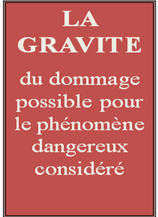 LA
GRAVITE
du dommage
possible pour
le phénomène
dangereux
considéré